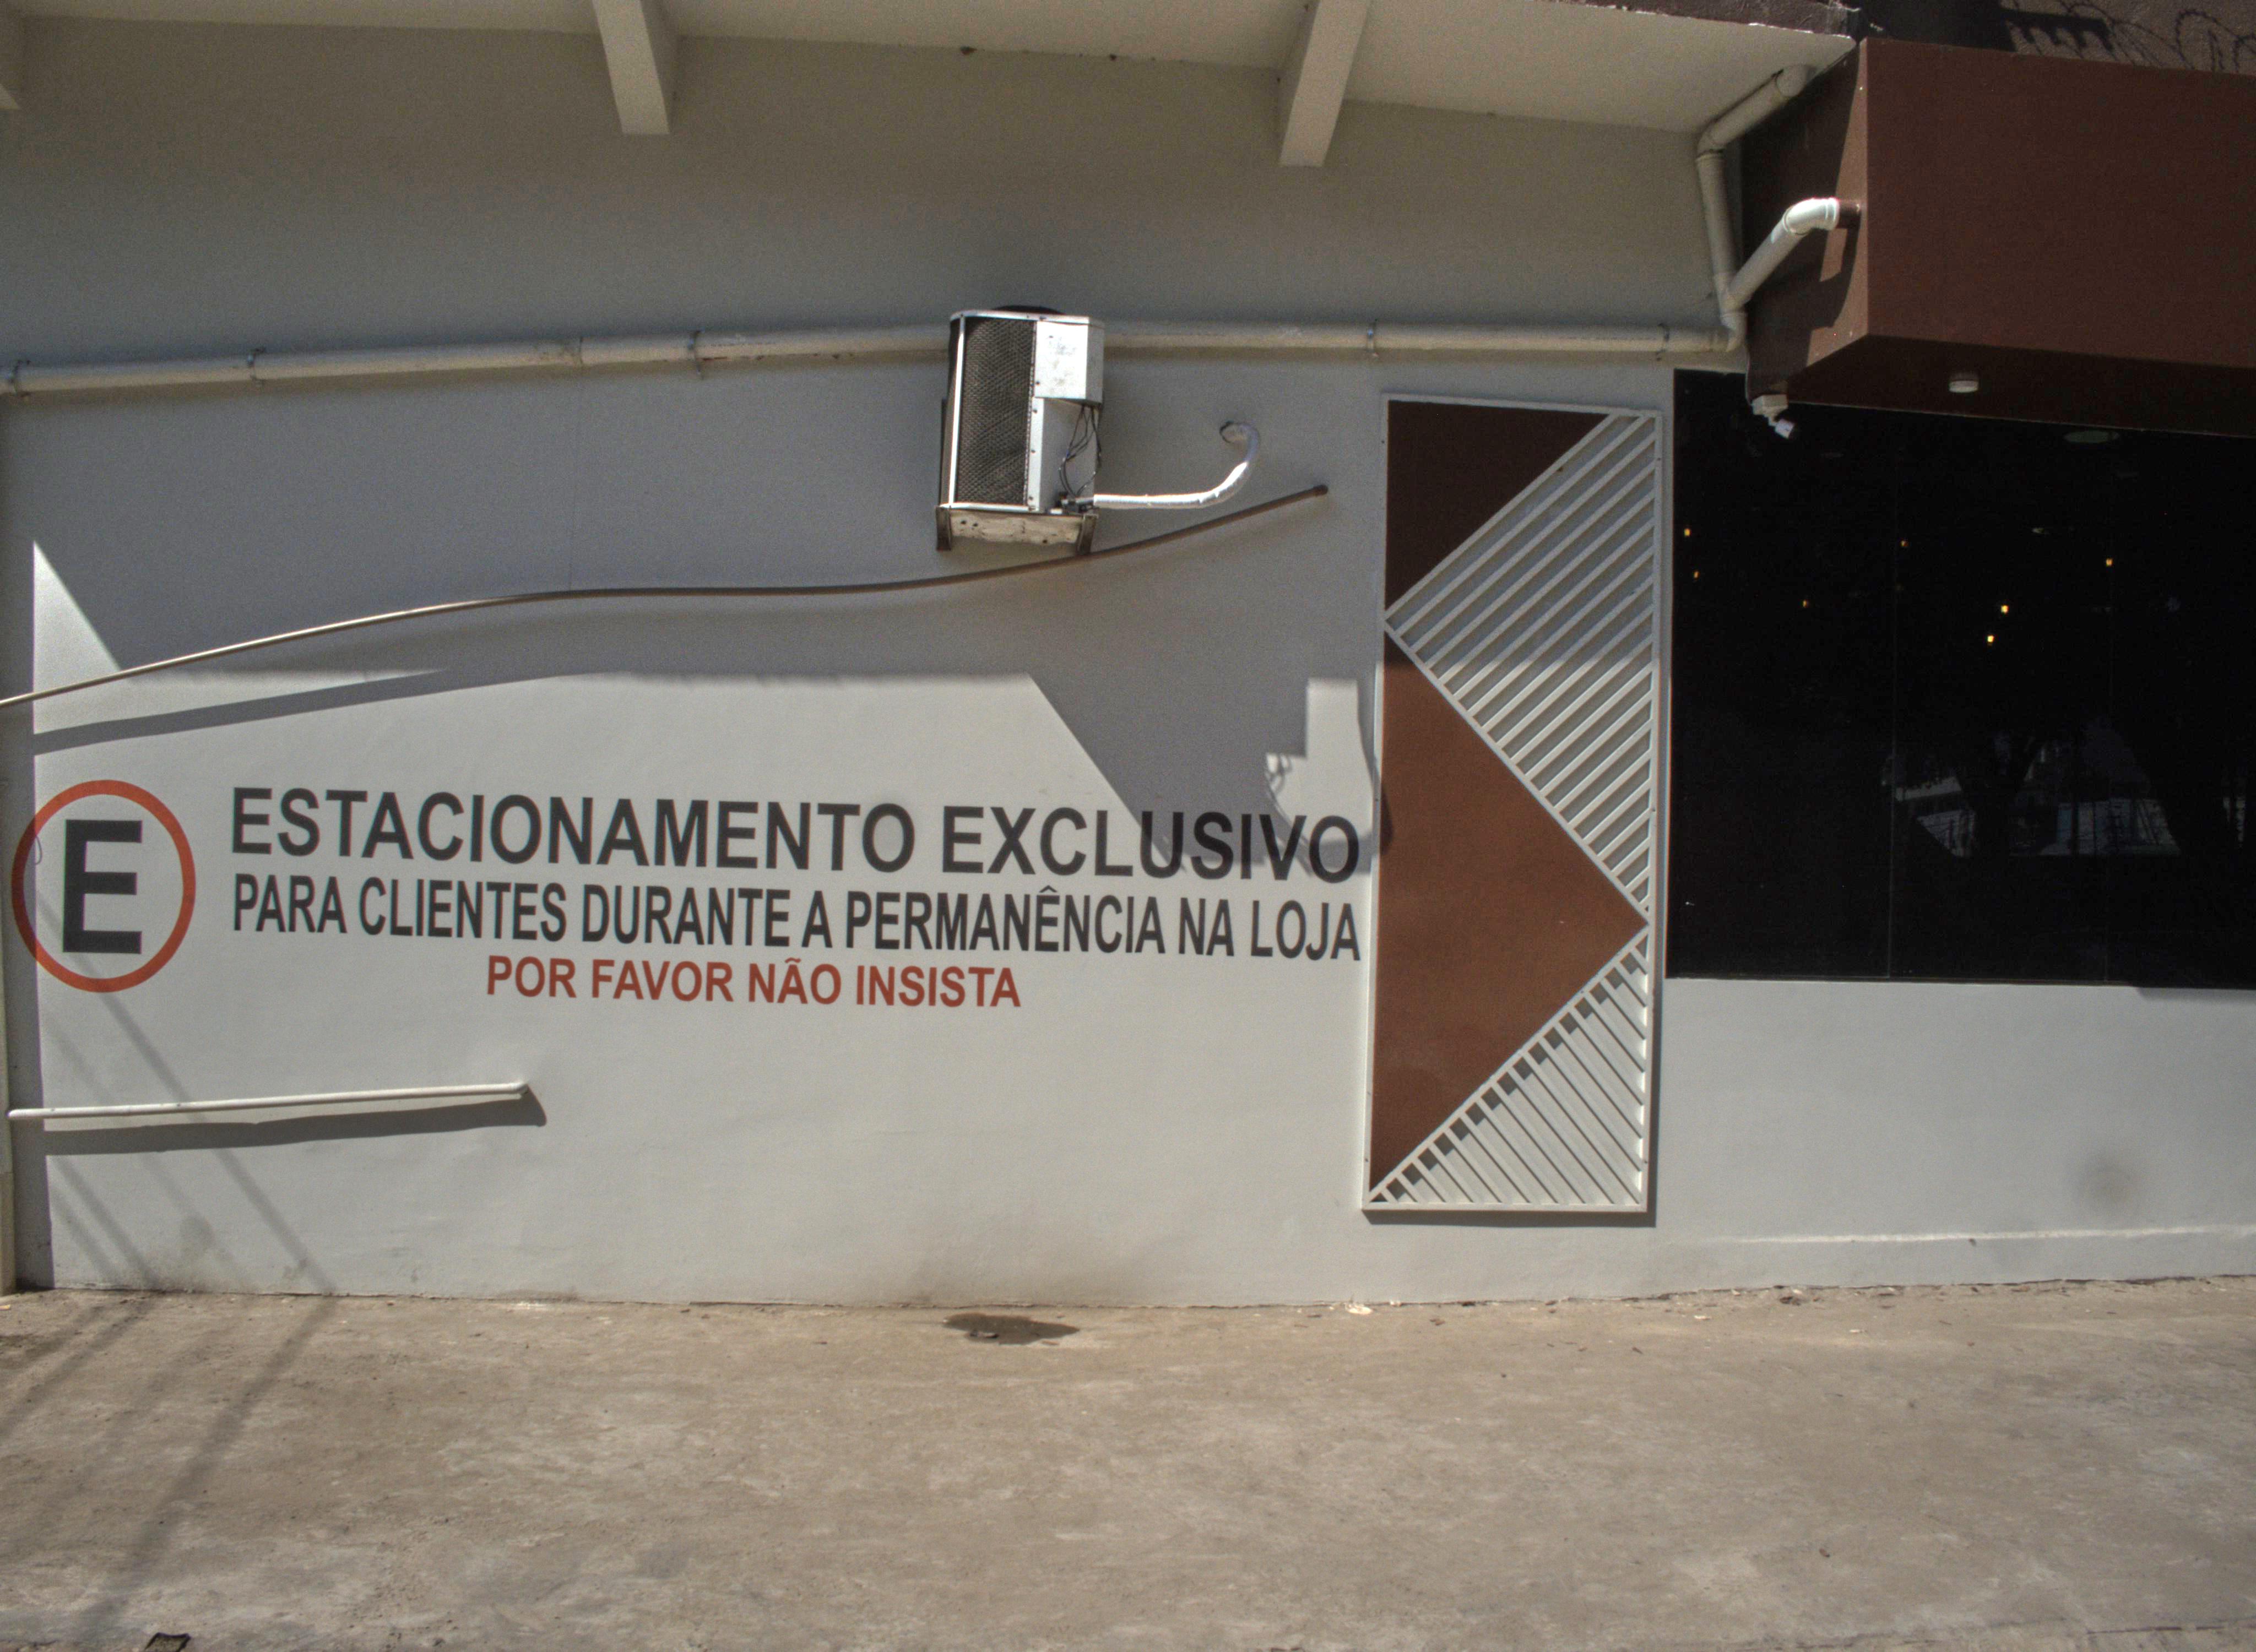 E
ESTACIONAMENTO EXCLUSIVO
PARA CLIENTES DURANTE A PERMANÊNCIA NA LOJA
POR FAVOR NÃO INSISTA